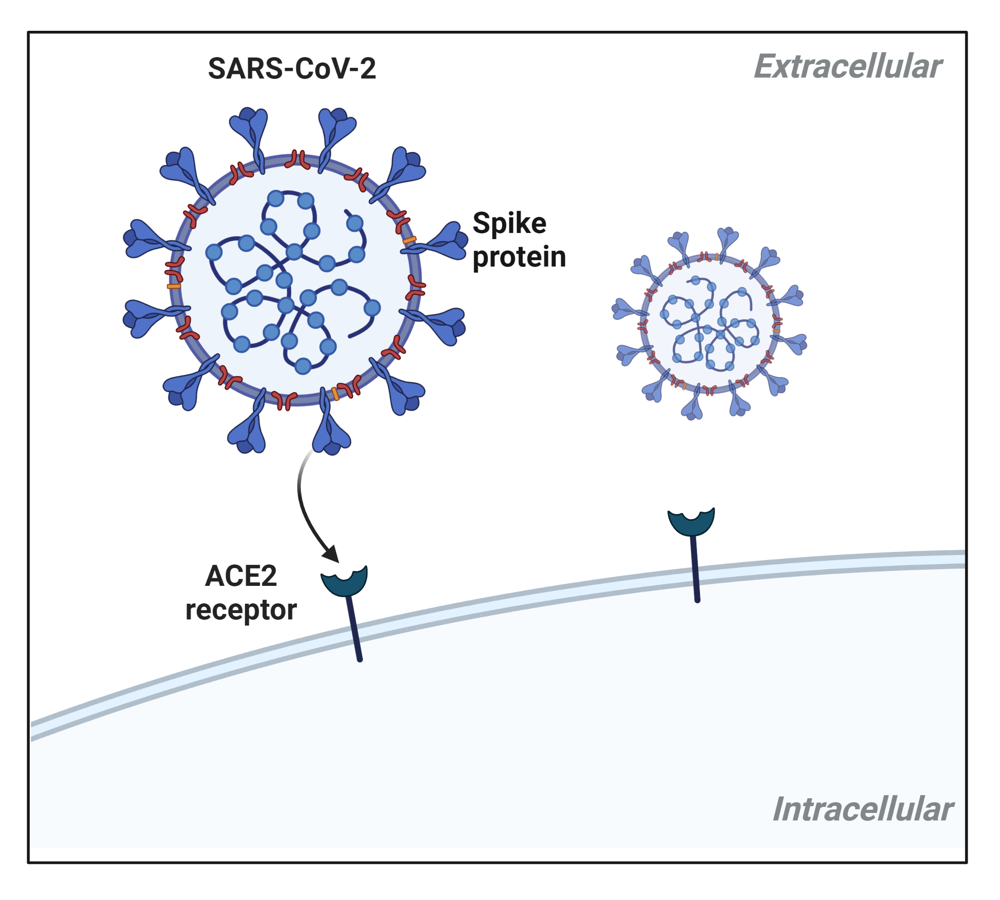 SARS-CoV-2
Extracellular
Spike
protein
ACE2
receptor
Intracellular